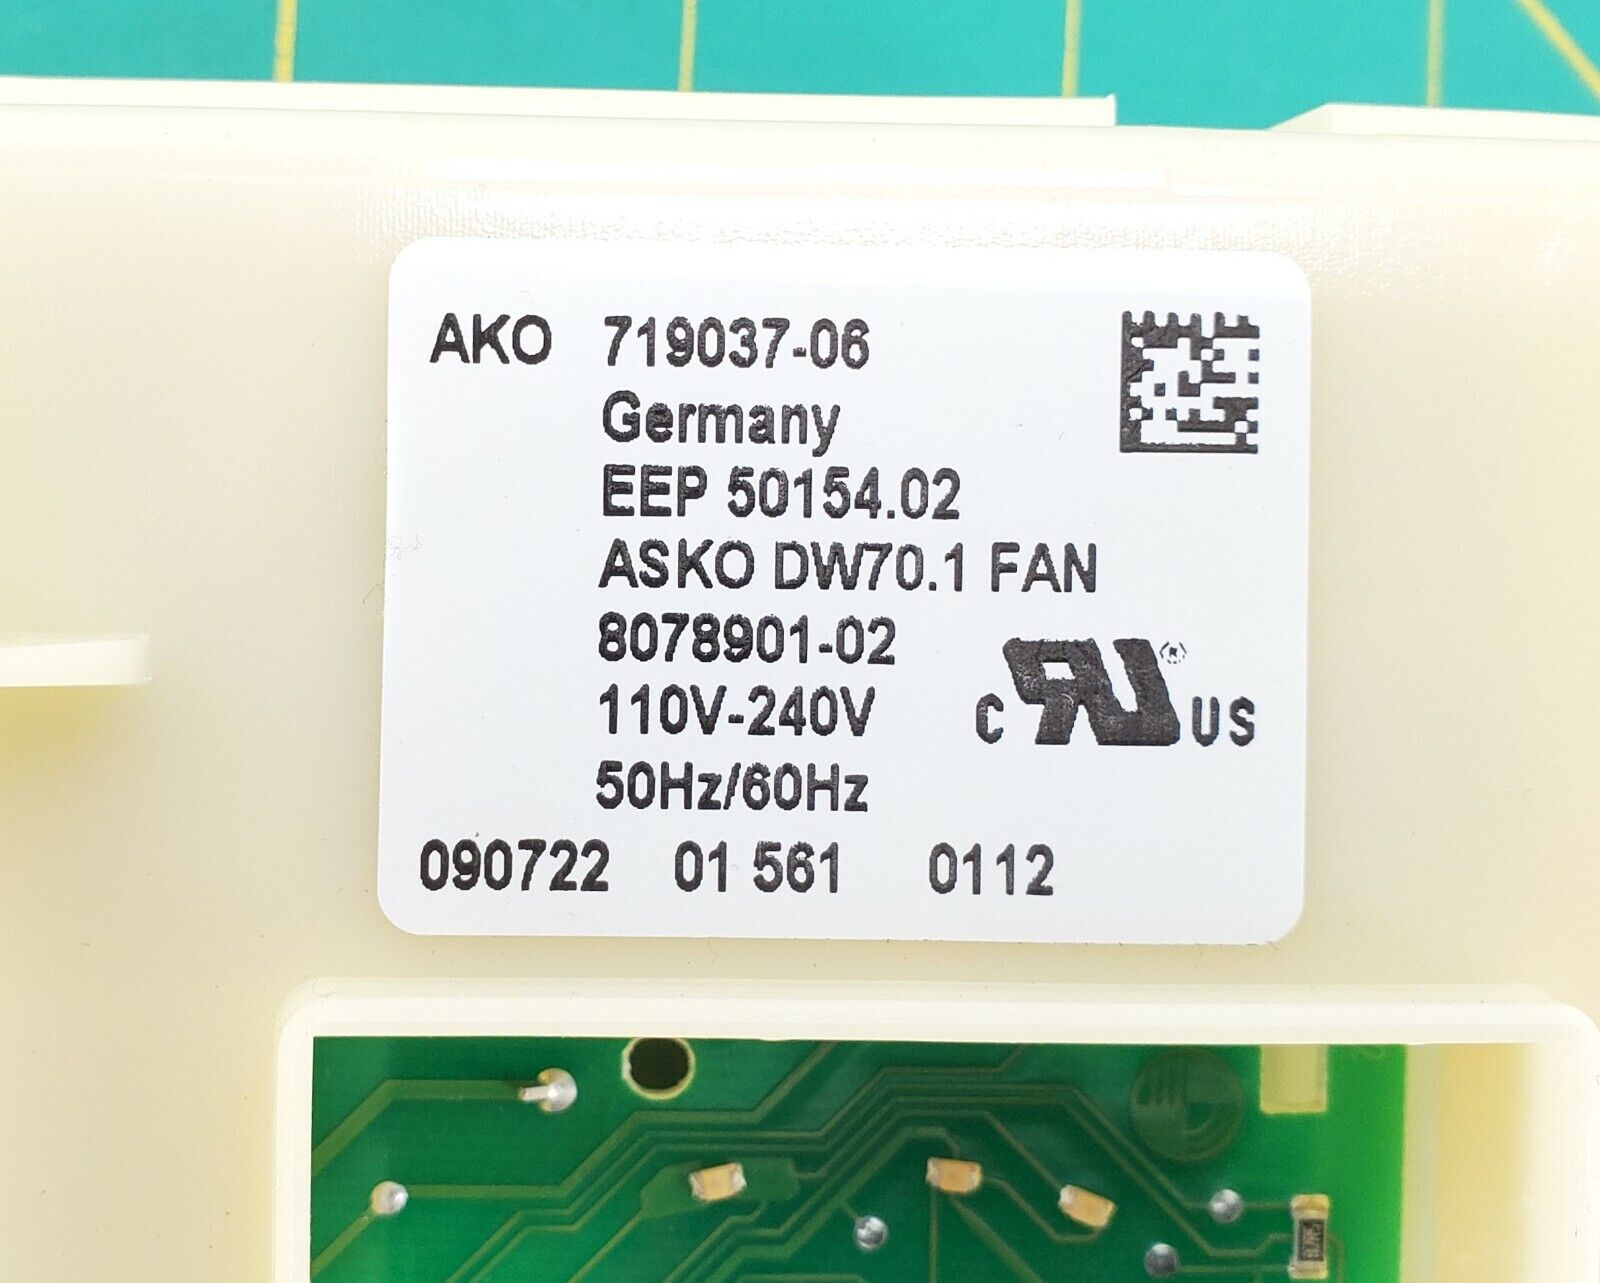 AKO 719037-06
Germany
EEP 50154.02
ASKO DW70.1 FAN
8078901-02
110V-240V
c RU ® US
50Hz/60Hz
090722 01 561 0112